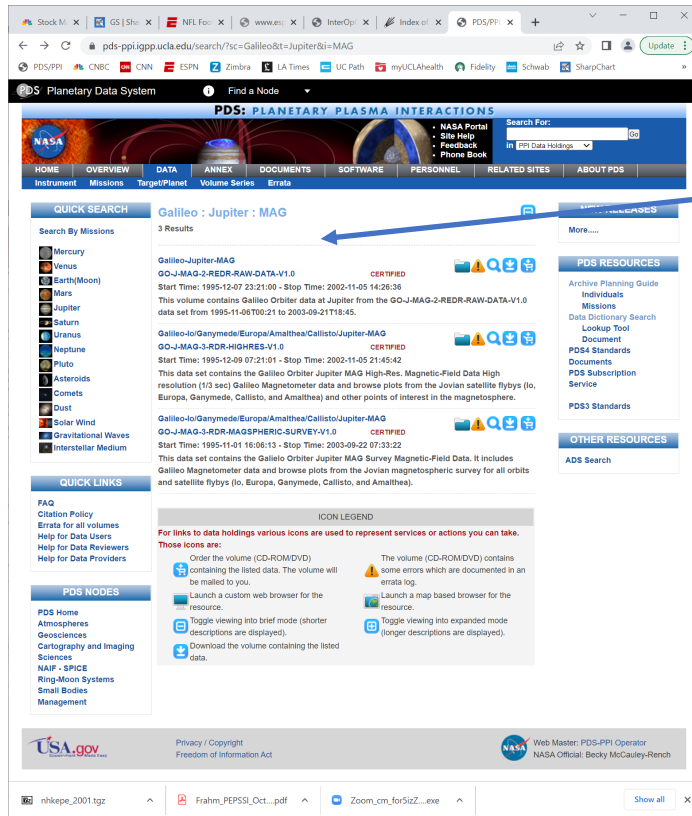 Stock M
GS | Sha
NFL Foo
www.esp
InterOp
Index of
PDS/PPI
pds-ppi.igpp.ucla.edu/search/?sc=Galileo&t=Jupiter&i=MAG
Update
PDS/PPI
CNBC
CNN
ESPN
Zimbra
LA Times
UC Path
myUCLAhealth
Fidelity
Schwab
SharpChart
»
PDS Planetary Data System
Find a Node
PDS: PLANETARY PLASMA INTERACTIONS
NASA
• NASA Portal
• Site Help
• Feedback
• Phone Book
Search For:
Go
in PPI Data Holdings
HOME OVERVIEW DATA ANNEX DOCUMENTS SOFTWARE PERSONNEL RELATED SITES ABOUT PDS
Instrument Missions Target/Planet Volume Series Errata
QUICK SEARCH
Search By Missions
Mercury
Venus
Earth(Moon)
Mars
Jupiter
Saturn
Uranus
Neptune
Pluto
Asteroids
Comets
Dust
Solar Wind
Gravitational Waves
Interstellar Medium
QUICK LINKS
FAQ
Citation Policy
Errata for all volumes
Help for Data Users
Help for Data Reviewers
Help for Data Providers
PDS NODES
PDS Home
Atmospheres
Geosciences
Cartography and Imaging
Sciences
NAIF - SPICE
Ring-Moon Systems
Small Bodies
Management
Galileo : Jupiter : MAG
3 Results
Galilieo-Jupiter-MAG
GO-J-MAG-2-REDR-RAW-DATA-V1.0 CERTIFIED
Start Time: 1995-12-07 23:21:00 - Stop Time: 2002-11-05 14:26:36
This volume contains Galileo Orbiter data at Jupiter from the GO-J-MAG-2-REDR-RAW-DATA-V1.0
data set from 1995-11-06T00:21 to 2003-09-21T18:45.
Galilieo-Io/Ganymede/Europa/Amalthea/Callisto/Jupiter-MAG
GO-J-MAG-3-RDR-HIGHRES-V1.0 CERTIFIED
Start Time: 1995-12-09 07:21:01 - Stop Time: 2002-11-05 21:45:42
This data set contains the Galileo Orbiter Jupiter MAG High-Res. Magnetic-Field Data High
resolution (1/3 sec) Galileo Magnetometer data and browse plots from the Jovian satellite flybys (Io,
Europa, Ganymede, Callisto, and Amalthea) and other points of interest in the magnetosphere.
Galilieo-Io/Ganymede/Europa/Amalthea/Callisto/Jupiter-MAG
GO-J-MAG-3-RDR-MAGSPHERIC-SURVEY-V1.0 CERTIFIED
Start Time: 1995-11-01 16:06:13 - Stop Time: 2003-09-22 07:33:22
This data set contains the Galielo Orbiter Jupiter MAG Survey Magnetic-Field Data. It includes
Galileo Magnetometer data and browse plots from the Jovian magnetospheric survey for all orbits
and satellite flybys (Io, Europa, Ganymede, Callisto, and Amalthea).
ICON LEGEND
For links to data holdings various icons are used to represent services or actions you can take.
Those icons are:
Order the volume (CD-ROM/DVD)
containing the listed data. The volume will
be mailed to you.
The volume (CD-ROM/DVD) contains
some errors which are documented in an
errata log.
Launch a custom web browser for the
resource.
Launch a map based browser for the
resource.
Toggle viewing into brief mode (shorter
descriptions are displayed).
Toggle viewing into expanded mode
(longer descriptions are displayed).
Download the volume containing the listed
data.
NEW RELEASES
More.....
PDS RESOURCES
Archive Planning Guide
Individuals
Missions
Data Dictionary Search
Lookup Tool
Document
PDS4 Standards
Documents
PDS Subscription
Service
PDS3 Standards
OTHER RESOURCES
ADS Search
USA.gov
Privacy / Copyright
Freedom of Information Act
NASA
Web Master: PDS-PPI Operator
NASA Official: Becky McCauley-Rench
nhkepe_2001.tgz
Frahm_PEPSSI_Oct....pdf
Zoom_cm_for5izZ....exe
Show all